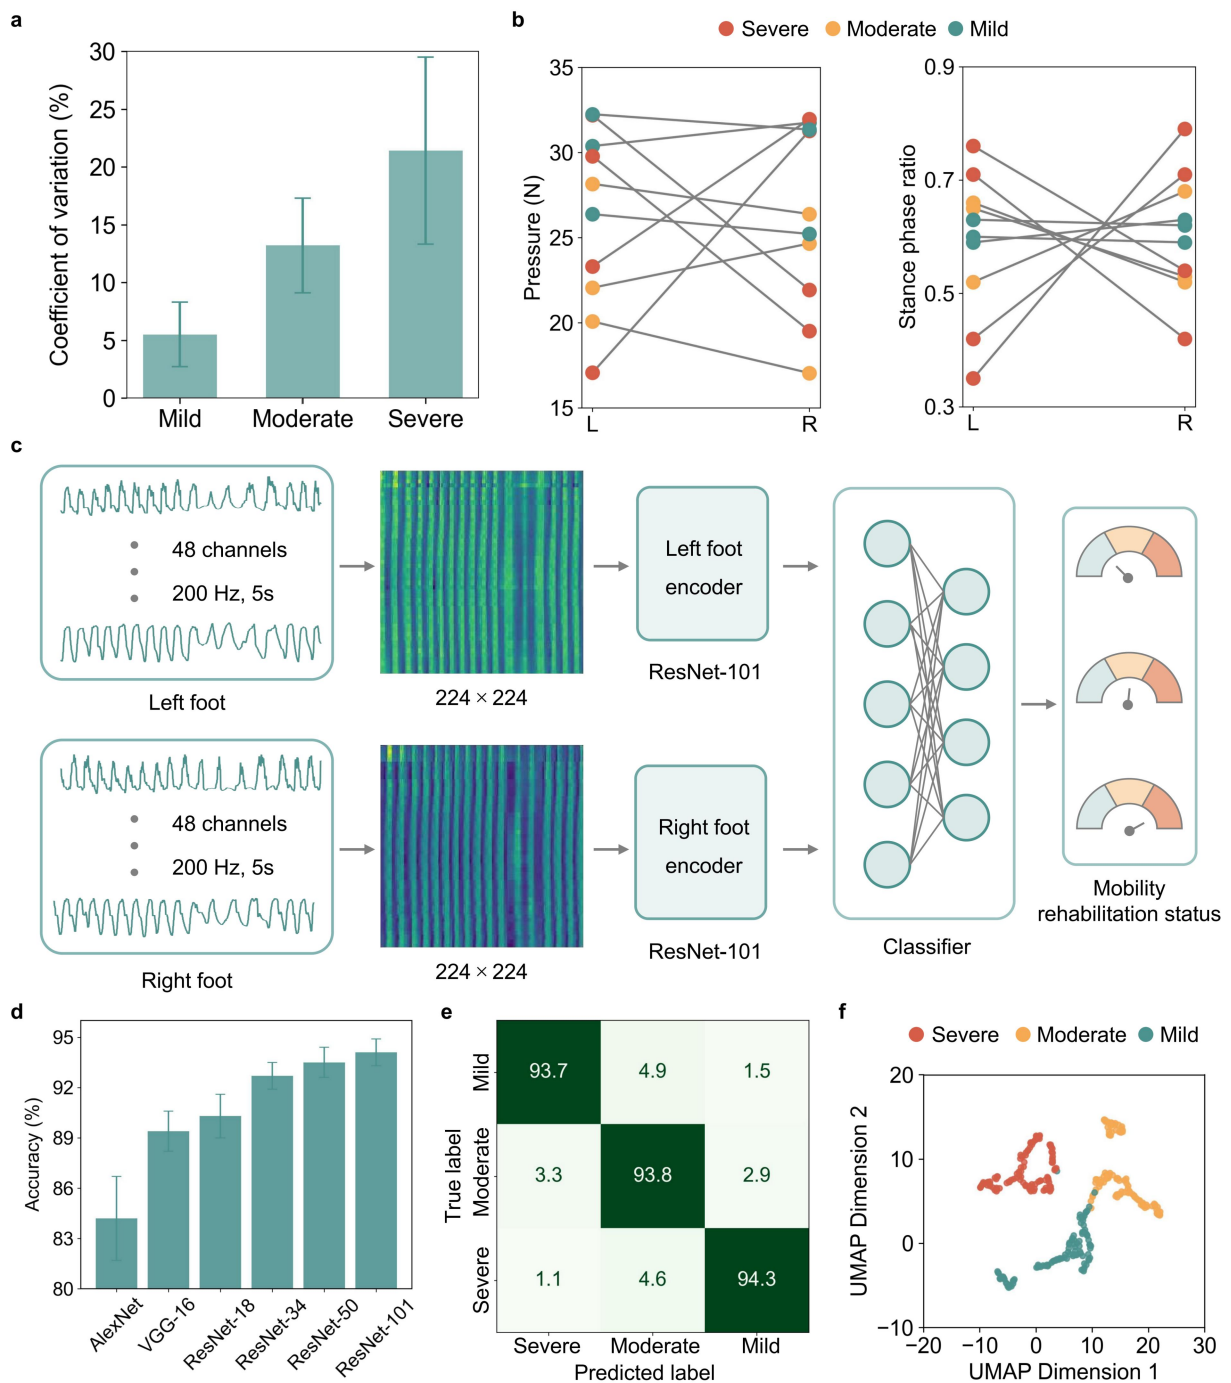 a
30
25
20
15
10
5
0
Coefficient of variation (%)
Mild Moderate Severe
b
Severe Moderate Mild
35
30
25
20
15
Pressure (N)
L R
0.9
0.7
0.5
0.3
Stance phase ratio
L R
c
48 channels
200 Hz, 5s
Left foot
224 × 224
Left foot
encoder
ResNet-101
48 channels
200 Hz, 5s
Right foot
224 × 224
Right foot
encoder
ResNet-101
Classifier
Mobility
rehabilitation status
d
95
92
89
86
83
80
Accuracy (%)
AlexNet
VGG-16
ResNet-18
ResNet-34
ResNet-50
ResNet-101
e
True label
Mild
93.7 4.9 1.5
Moderate
3.3 93.8 2.9
Severe
1.1 4.6 94.3
Severe Moderate Mild
Predicted label
f
Severe Moderate Mild
20
10
0
−10
UMAP Dimension 2
−20 −10 0 10 20 30
UMAP Dimension 1